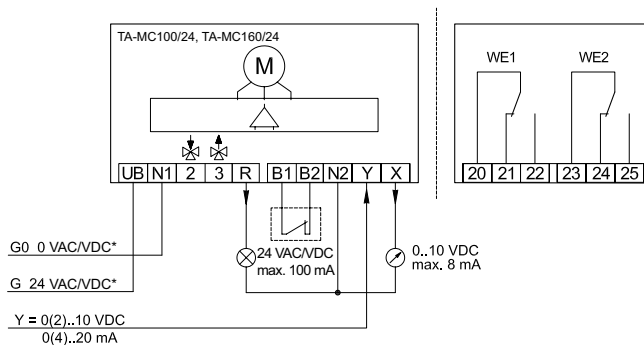 TA-MC100/24, TA-MC160/24
M
UB N1 2 3 R B1 B2 N2 Y X
WE1 WE2
20 21 22 23 24 25
G0 0 VAC/VDC*
G 24 VAC/VDC*
Y = 0(2)..10 VDC
0(4)..20 mA
24 VAC/VDC
max. 100 mA
0..10 VDC
max. 8 mA